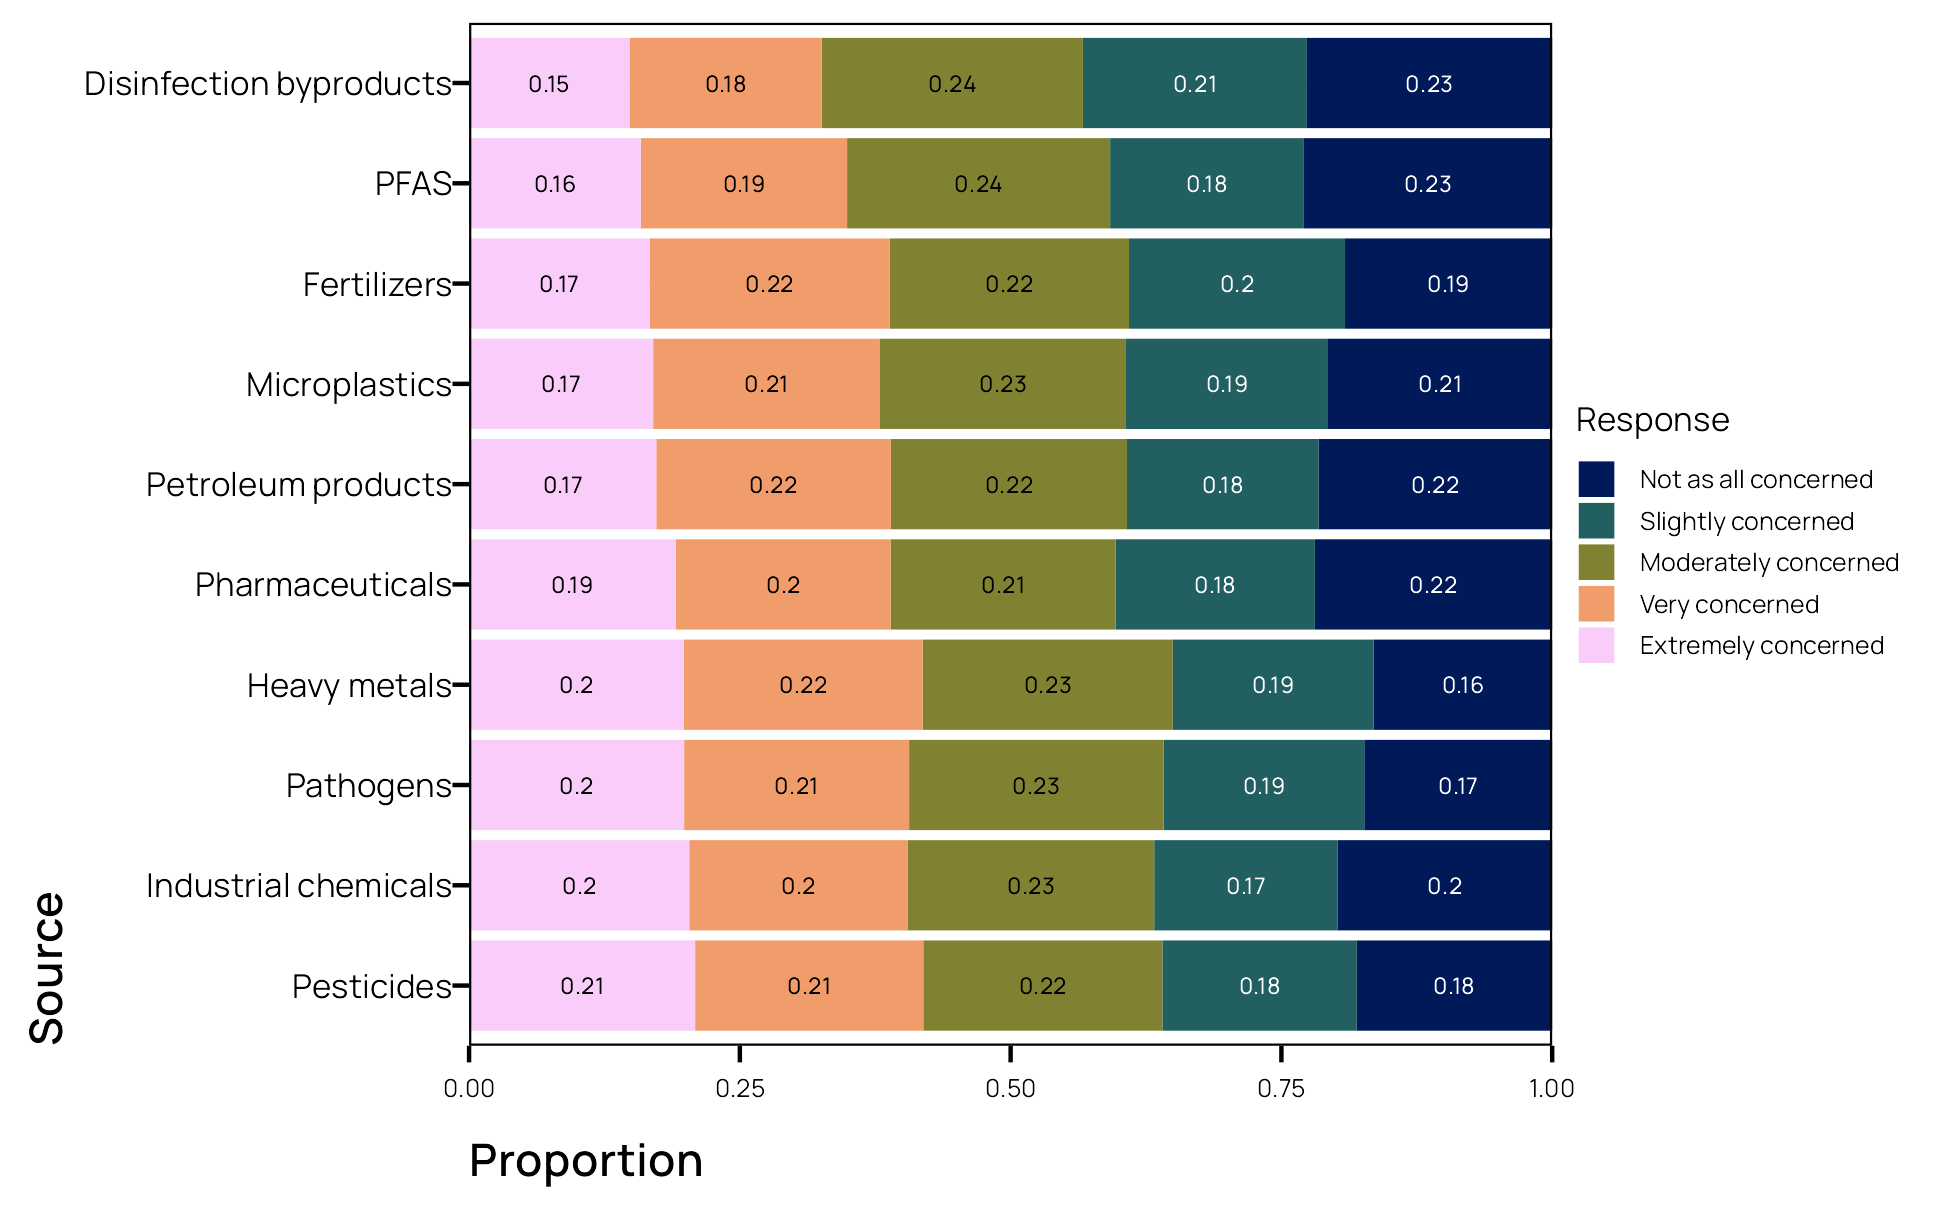 Disinfection byproducts 0.15 0.18 0.24 0.21 0.23
PFAS 0.16 0.19 0.24 0.18 0.23
Fertilizers 0.17 0.22 0.22 0.2 0.19
Microplastics 0.17 0.21 0.23 0.19 0.21
Petroleum products 0.17 0.22 0.22 0.18 0.22
Pharmaceuticals 0.19 0.2 0.21 0.18 0.22
Heavy metals 0.2 0.22 0.23 0.19 0.16
Pathogens 0.2 0.21 0.23 0.19 0.17
Industrial chemicals 0.2 0.2 0.23 0.17 0.2
Pesticides 0.21 0.21 0.22 0.18 0.18
Source
0.00 0.25 0.50 0.75 1.00
Proportion
Response
Not as all concerned
Slightly concerned
Moderately concerned
Very concerned
Extremely concerned